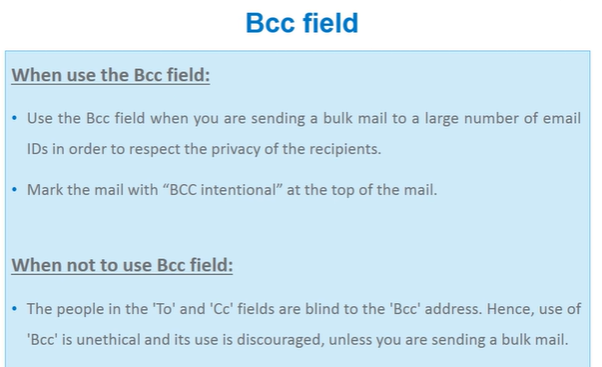 Bcc field
When use the Bcc field:
• Use the Bcc field when you are sending a bulk mail to a large number of email
IDs in order to respect the privacy of the recipients.
• Mark the mail with “BCC intentional” at the top of the mail.
When not to use Bcc field:
• The people in the 'To' and 'Cc' fields are blind to the 'Bcc' address. Hence, use of
'Bcc' is unethical and its use is discouraged, unless you are sending a bulk mail.